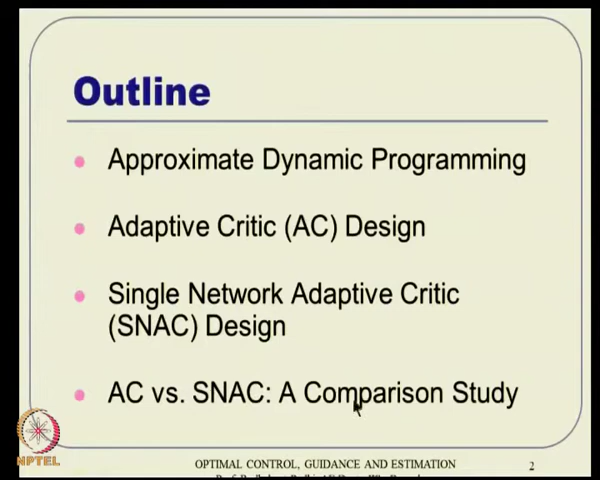 Outline
Approximate Dynamic Programming
Adaptive Critic (AC) Design
Single Network Adaptive Critic
(SNAC) Design
AC vs. SNAC: A Comparison Study
NPTEL
OPTIMAL CONTROL, GUIDANCE AND ESTIMATION
2